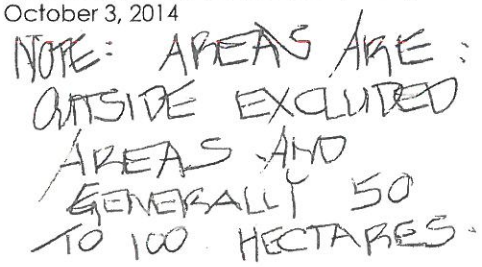 October 3, 2014
NOTE: AREAS ARE:
OUTSIDE EXCLUDED
AREAS AND
GENERALLY 50
TO 100 HECTARES.